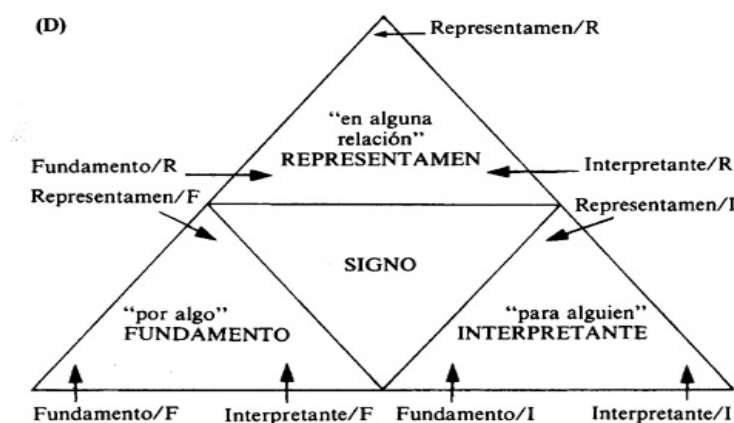 (D)
Representamen/R
“en alguna
relación”
REPRESENTAMEN
Fundamento/R
Interpretante/R
Representamen/F
Representamen/I
SIGNO
“por algo”
FUNDAMENTO
“para alguien”
INTERPRETANTE
Fundamento/F
Interpretante/F
Fundamento/I
Interpretante/I